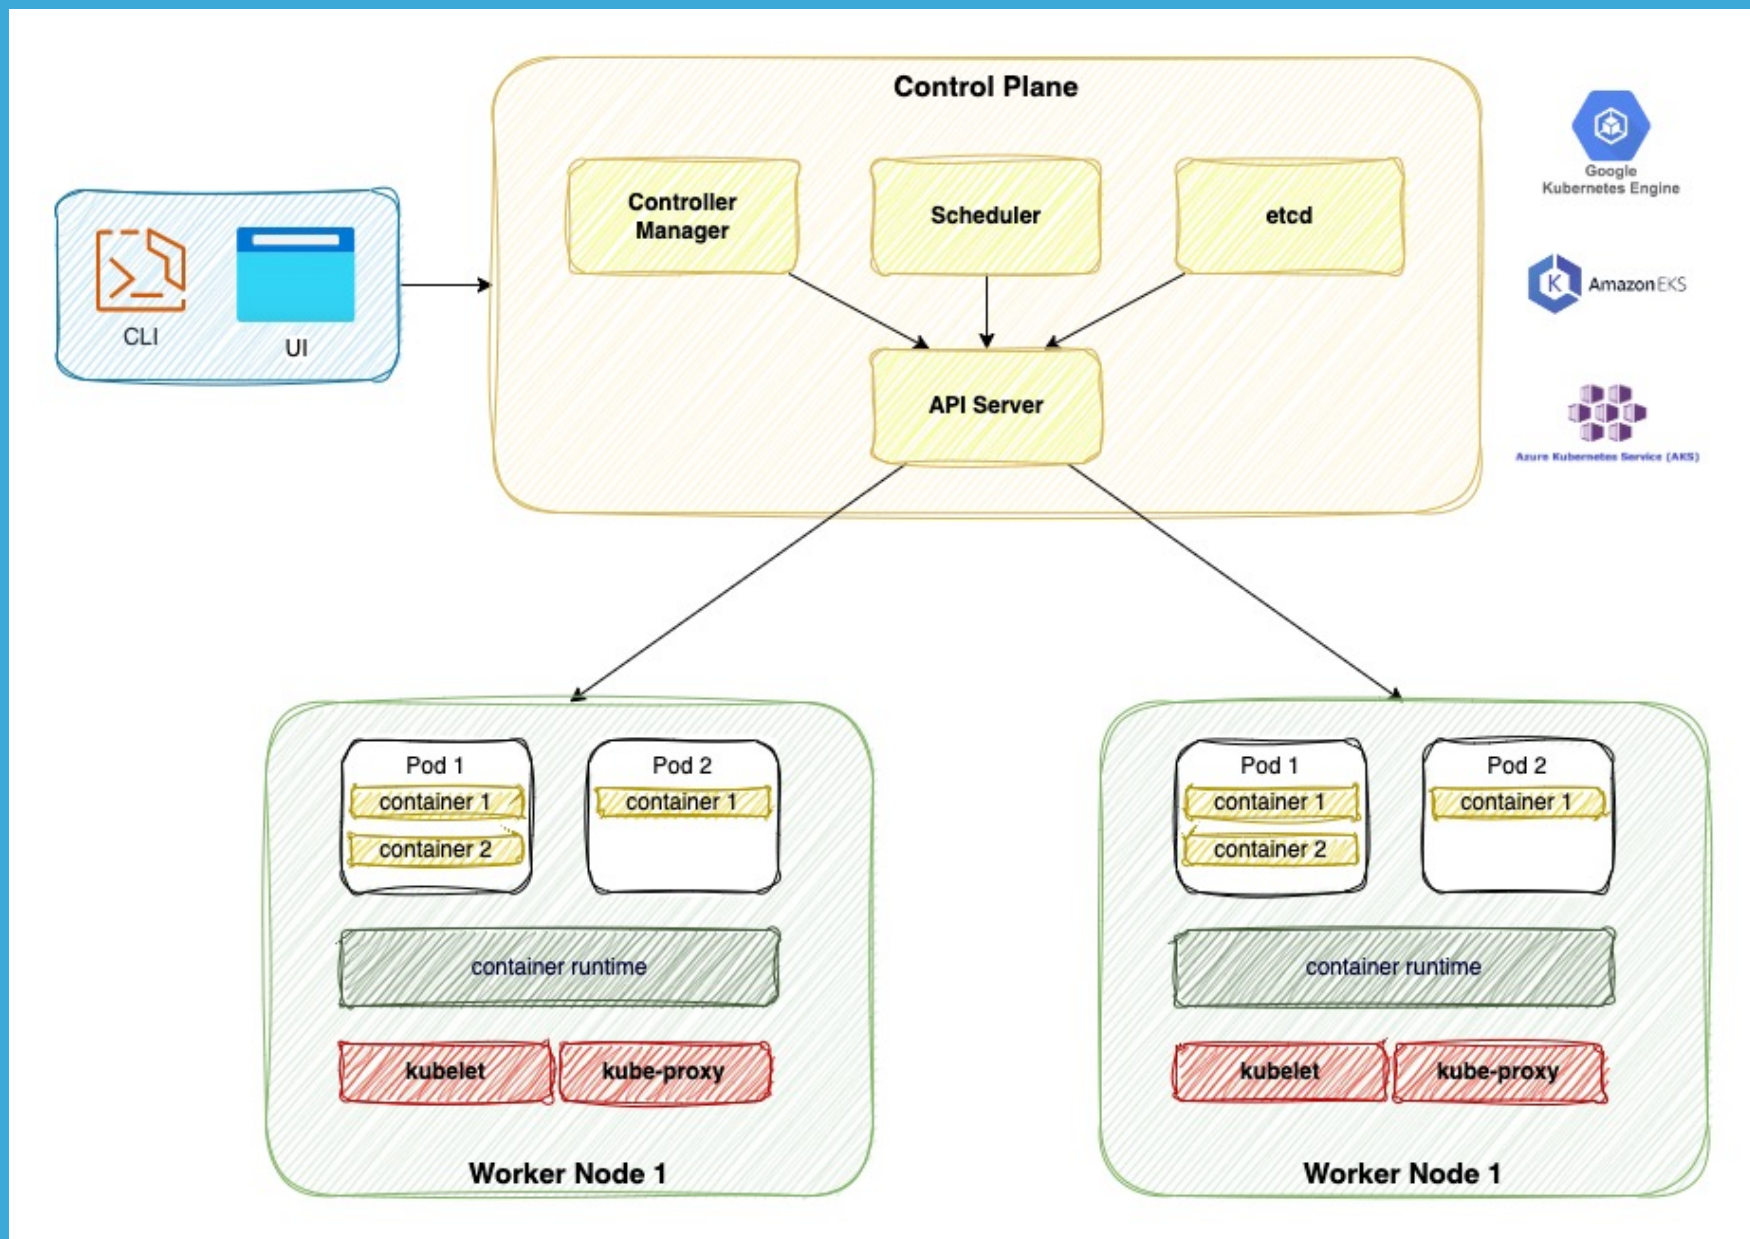 Control Plane
Controller
Manager
Scheduler
etcd
API Server
CLI
UI
Google
Kubernetes Engine
K
Amazon EKS
Azure Kubernetes Service (AKS)
Pod 1
container 1
container 2
Pod 2
container 1
container runtime
kubelet
kube-proxy
Worker Node 1
Pod 1
container 1
container 2
Pod 2
container 1
container runtime
kubelet
kube-proxy
Worker Node 1